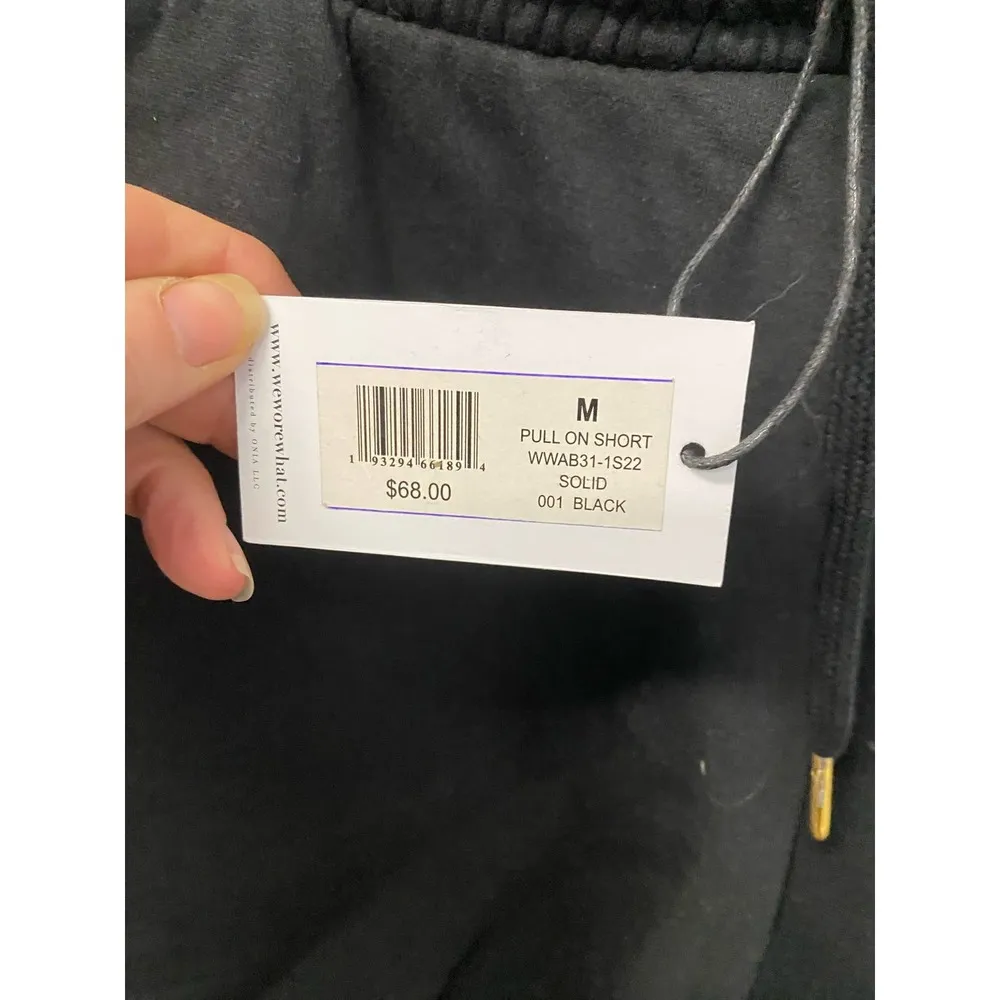 www.weworewhat.com
distributed by ONIA LLC
1 93294 66189 4
$68.00
M
PULL ON SHORT
WWAB31-1S22
SOLID
001 BLACK